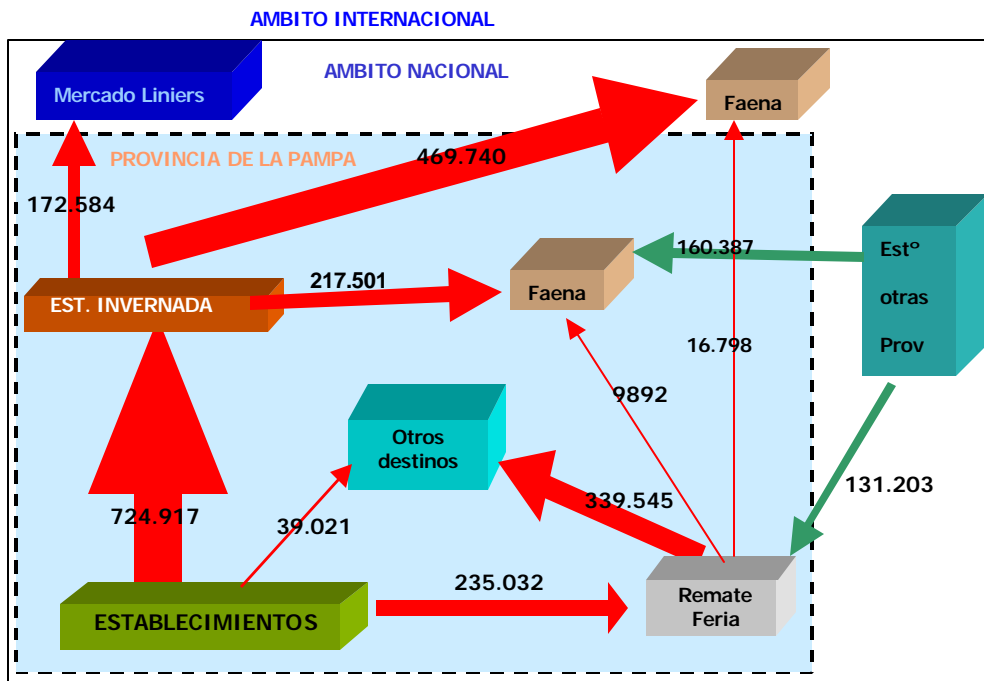 AMBITO INTERNACIONAL
AMBITO NACIONAL
Mercado Liniers
Faena
PROVINCIA DE LA PAMPA
469.740
172.584
160.387
Estº
otras
Prov
217.501
Faena
EST. INVERNADA
16.798
9892
Otros
destinos
131.203
339.545
724.917
39.021
235.032
Remate
Feria
ESTABLECIMIENTOS